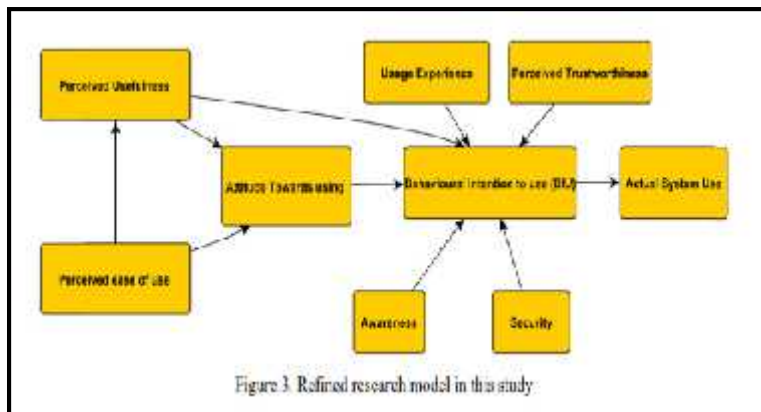 Usage Experience
Perceived Trustworthiness
Perceived Usefulness
Attitude Towards using
Behavioural Intention to use (BIU)
Actual System Use
Perceived ease of use
Awareness
Security
Figure 3. Refined research model in this study